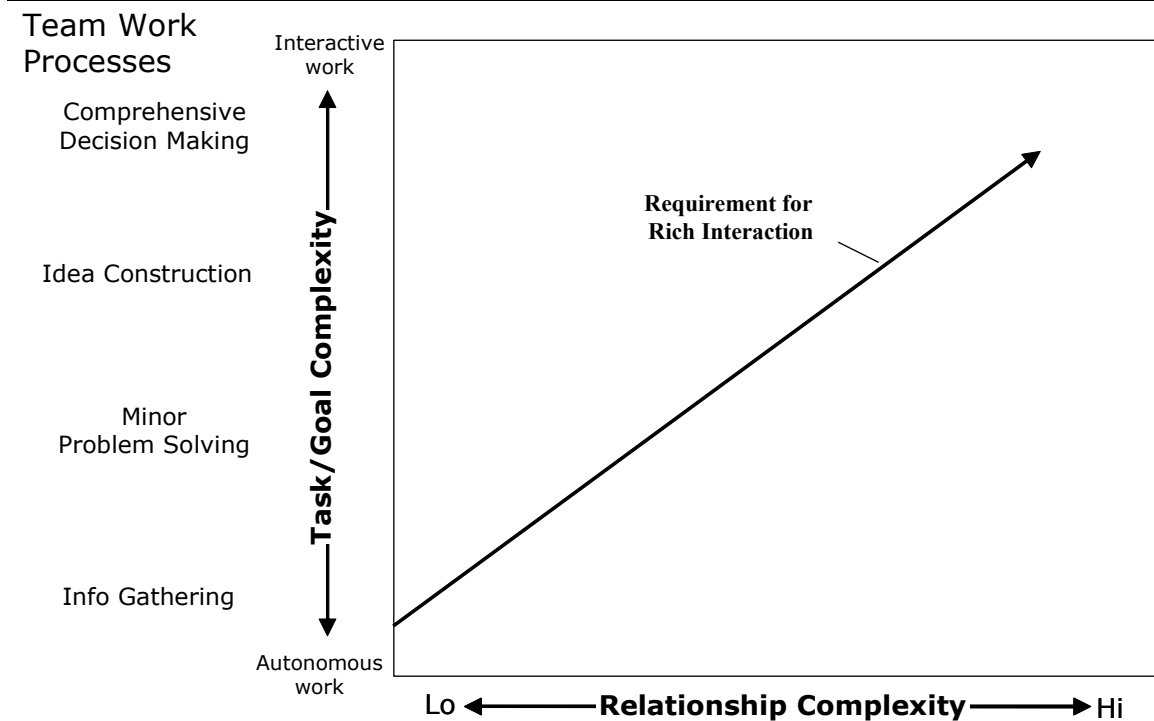 Team Work
Processes
Interactive
work
Comprehensive
Decision Making
Requirement for
Rich Interaction
Idea Construction
Task/Goal Complexity
Minor
Problem Solving
Info Gathering
Autonomous
work
Lo
Relationship Complexity
Hi